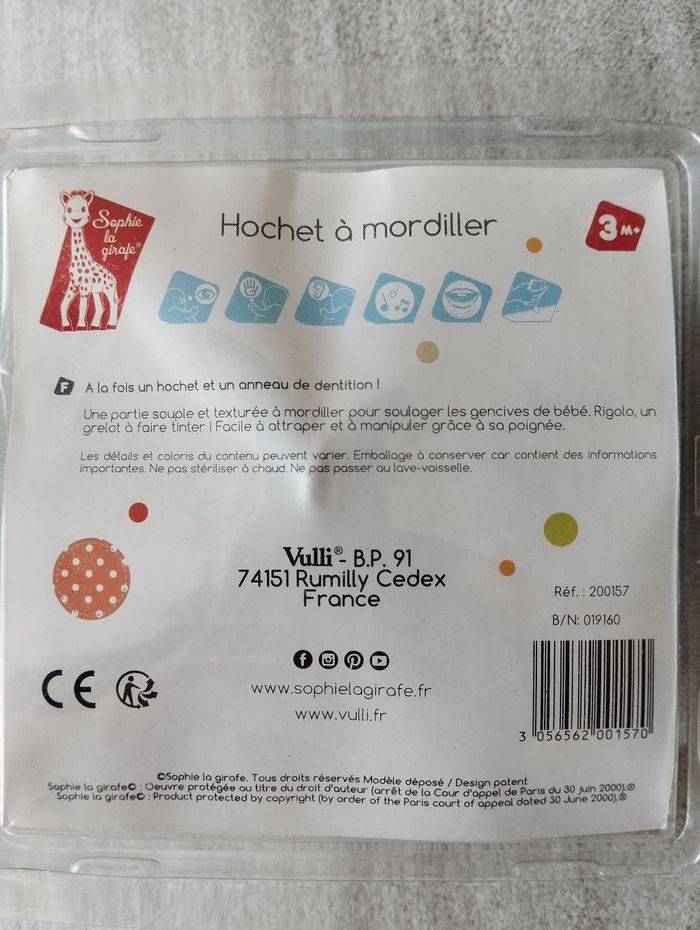 Sophie
la
girafe®
Hochet à mordiller
3 M+
F A la fois un hochet et un anneau de dentition !
Une partie souple et texturée à mordiller pour soulager les gencives de bébé. Rigolo, un
grelot à faire tinter ! Facile à attraper et à manipuler grâce à sa poignée.
Les détails et coloris du contenu peuvent varier. Emballage à conserver car contient des informations
importantes. Ne pas stériliser à chaud. Ne pas passer au lave-vaisselle.
Vulli® - B.P. 91
74151 Rumilly Cedex
France
Réf. : 200157
B/N: 019160
CE
www.sophielagirafe.fr
www.vulli.fr
3 056562 001570
©Sophie la girafe. Tous droits réservés Modèle déposé / Design patent
Sophie la girafe© : Oeuvre protégée au titre du droit d'auteur (arrêt de la Cour d'appel de Paris du 30 juin 2000).®
Sophie la girafe© : Product protected by copyright (by order of the Paris court of appeal dated 30 June 2000).®